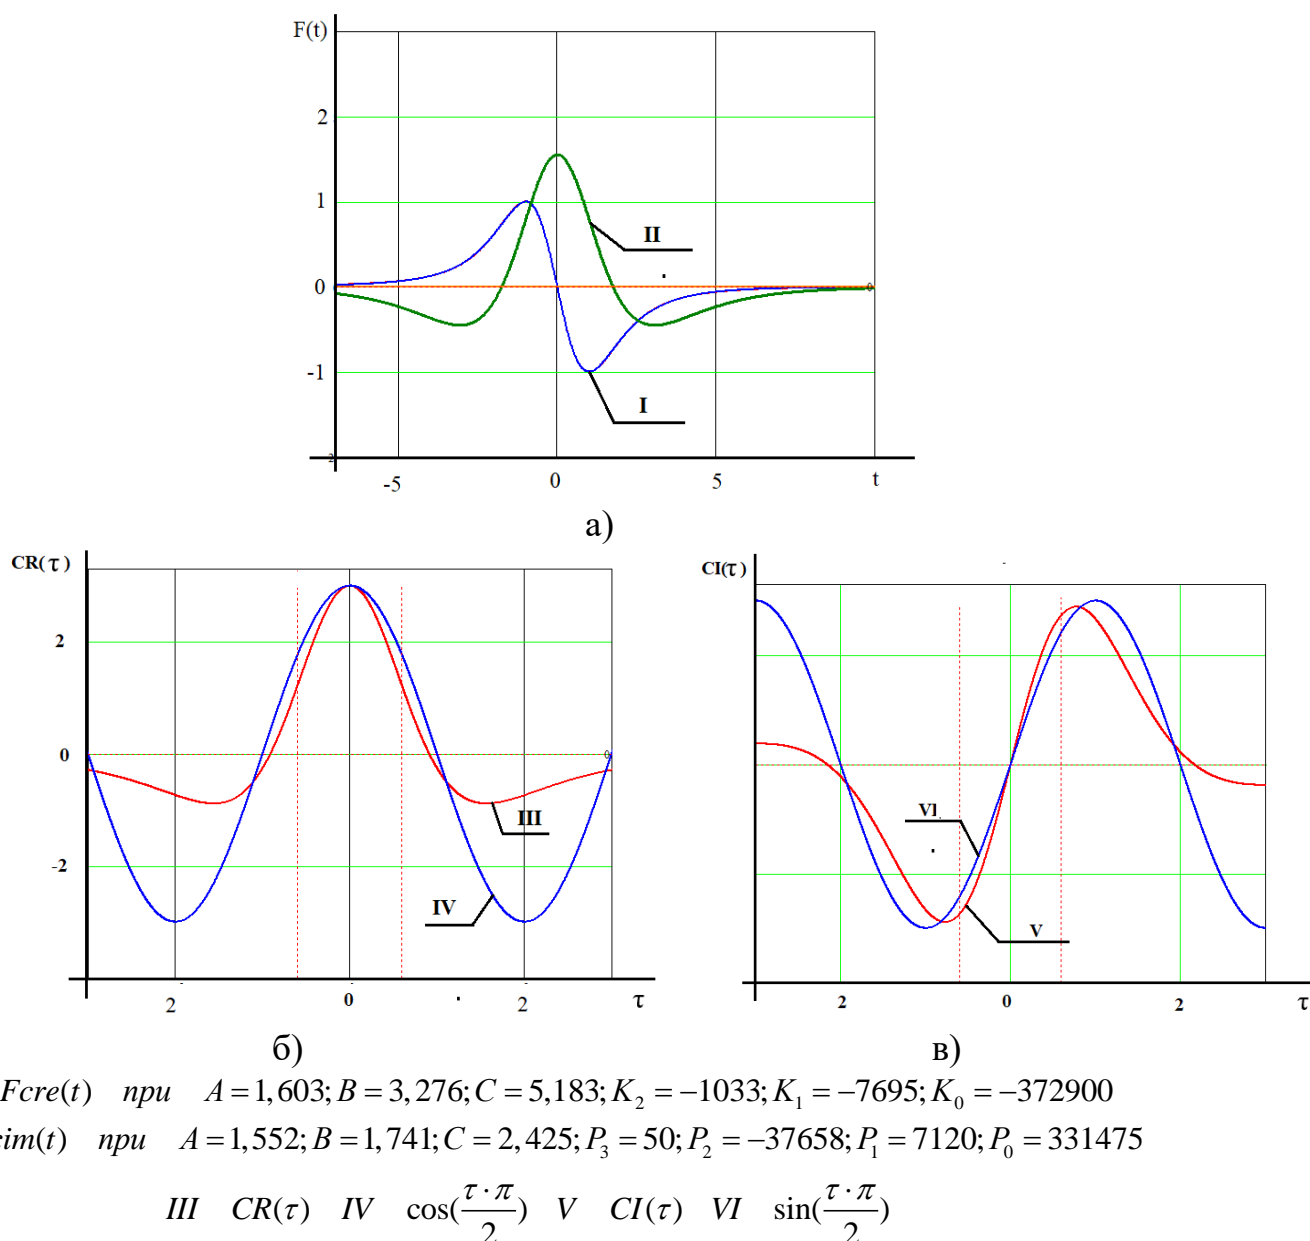 F(t)
2
1
II
0
-1
I
-5 0 5 t
а)
CR(τ) CI(τ)
2
0
-2
III
IV
VI
V
2 0 2 τ 2 0 2 τ
б) в)
Fcre(t) при A = 1,603; B = 3,276; C = 5,183; K₂ = −1033; K₁ = −7695; K₀ = −372900
im(t) при A = 1,552; B = 1,741; C = 2,425; P₃ = 50; P₂ = −37658; P₁ = 7120; P₀ = 331475
III CR(τ) IV cos(τ·π/2) V CI(τ) VI sin(τ·π/2)